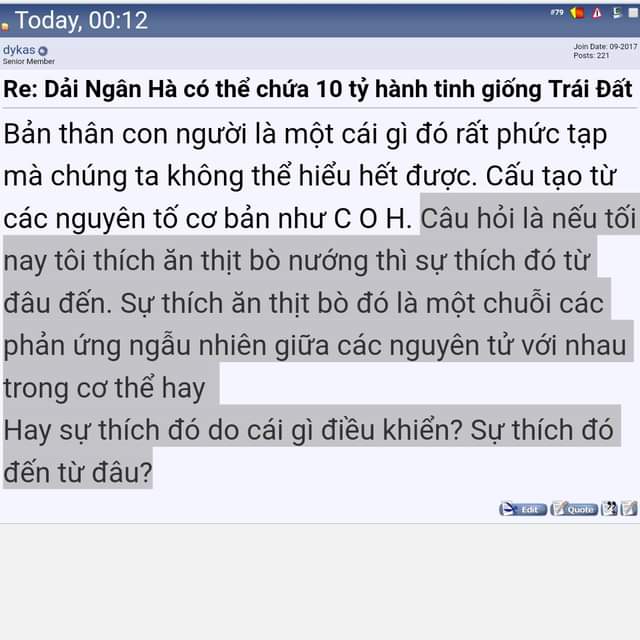 Today, 00:12
#79
dykas
Senior Member
Join Date: 09-2017
Posts: 221
Re: Dải Ngân Hà có thể chứa 10 tỷ hành tinh giống Trái Đất
Bản thân con người là một cái gì đó rất phức tạp
mà chúng ta không thể hiểu hết được. Cấu tạo từ
các nguyên tố cơ bản như C O H. Câu hỏi là nếu tối
nay tôi thích ăn thịt bò nướng thì sự thích đó từ
đâu đến. Sự thích ăn thịt bò đó là một chuỗi các
phản ứng ngẫu nhiên giữa các nguyên tử với nhau
trong cơ thể hay
Hay sự thích đó do cái gì điều khiển? Sự thích đó
đến từ đâu?
Edit
Quote